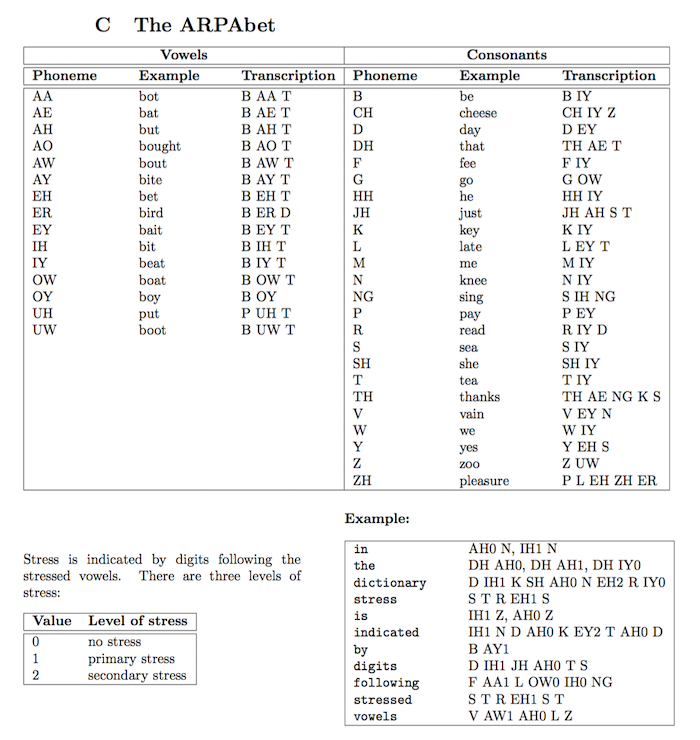 C The ARPAbet
Vowels Consonants
Phoneme Example Transcription Phoneme Example Transcription
AA bot B AA T B be B IY
AE bat B AE T CH cheese CH IY Z
AH but B AH T D day D EY
AO bought B AO T DH that TH AE T
AW bout B AW T F fee F IY
AY bite B AY T G go G OW
EH bet B EH T HH he HH IY
ER bird B ER D JH just JH AH S T
EY bait B EY T K key K IY
IH bit B IH T L late L EY T
IY beat B IY T M me M IY
OW boat B OW T N knee N IY
OY boy B OY NG sing S IH NG
UH put P UH T P pay P EY
UW boot B UW T R read R IY D
S sea S IY
SH she SH IY
T tea T IY
TH thanks TH AE NG K S
V vain V EY N
W we W IY
Y yes Y EH S
Z zoo Z UW
ZH pleasure P L EH ZH ER
Stress is indicated by digits following the
stressed vowels. There are three levels of
stress:
Value Level of stress
0 no stress
1 primary stress
2 secondary stress
Example:
in AH0 N, IH1 N
the DH AH0, DH AH1, DH IY0
dictionary D IH1 K SH AH0 N EH2 R IY0
stress S T R EH1 S
is IH1 Z, AH0 Z
indicated IH1 N D AH0 K EY2 T AH0 D
by B AY1
digits D IH1 JH AH0 T S
following F AA1 L OW0 IH0 NG
stressed S T R EH1 S T
vowels V AW1 AH0 L Z